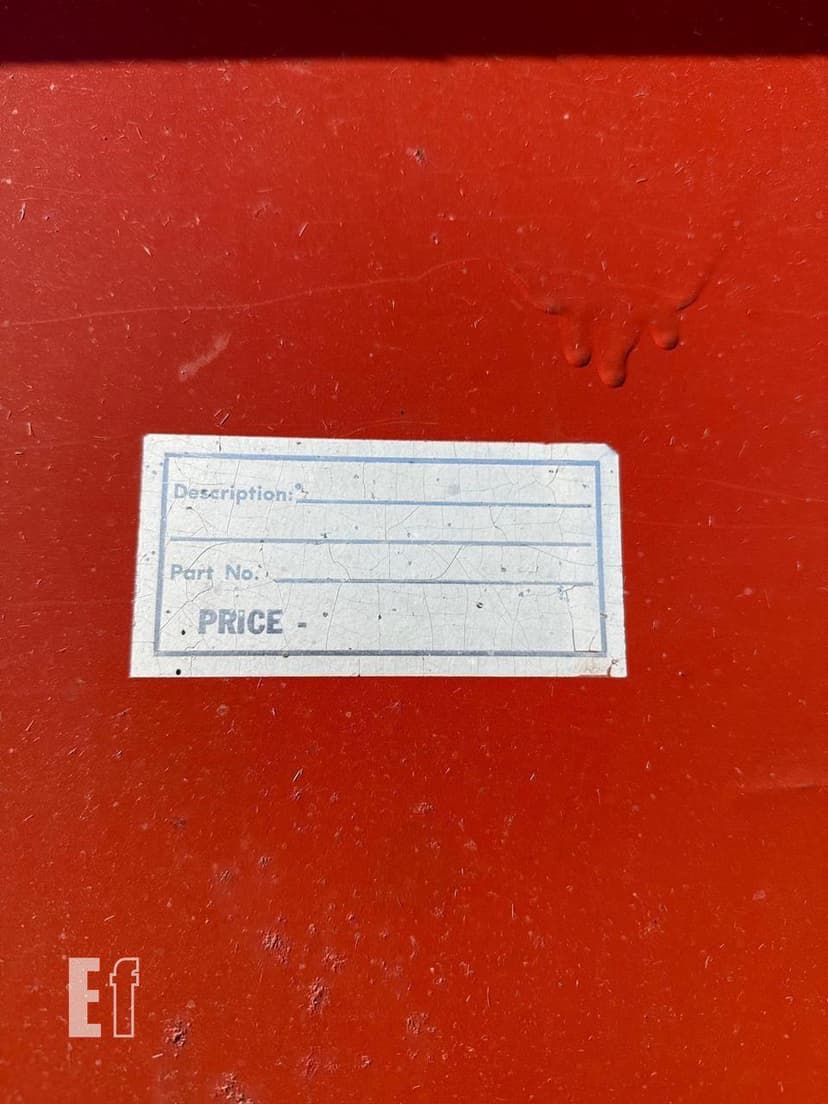 Description:
Part No.
PRICE -
Ef